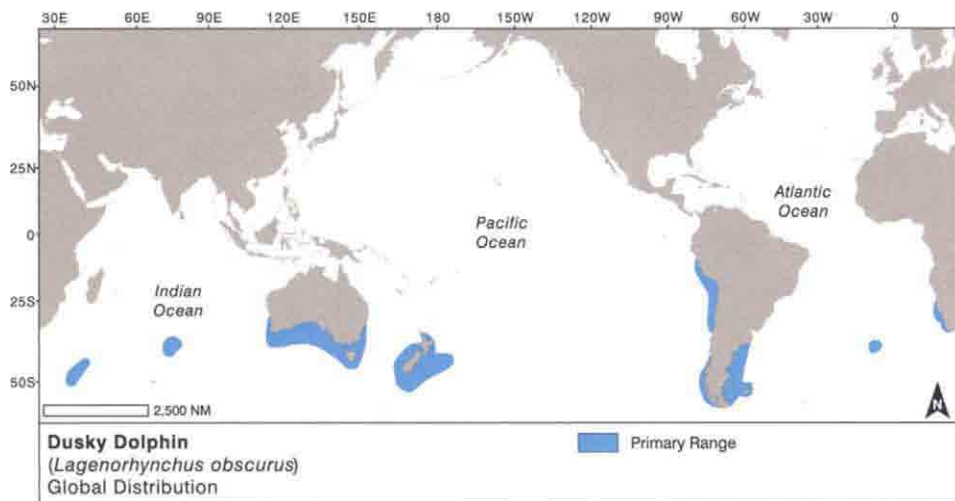 30E 60E 90E 120E 150E 180 150W 120W 90W 60W 30W 0
50N
25N
0
25S
50S
Atlantic
Ocean
Pacific
Ocean
Indian
Ocean
2,500 NM
N
Dusky Dolphin
(Lagenorhynchus obscurus)
Global Distribution
Primary Range